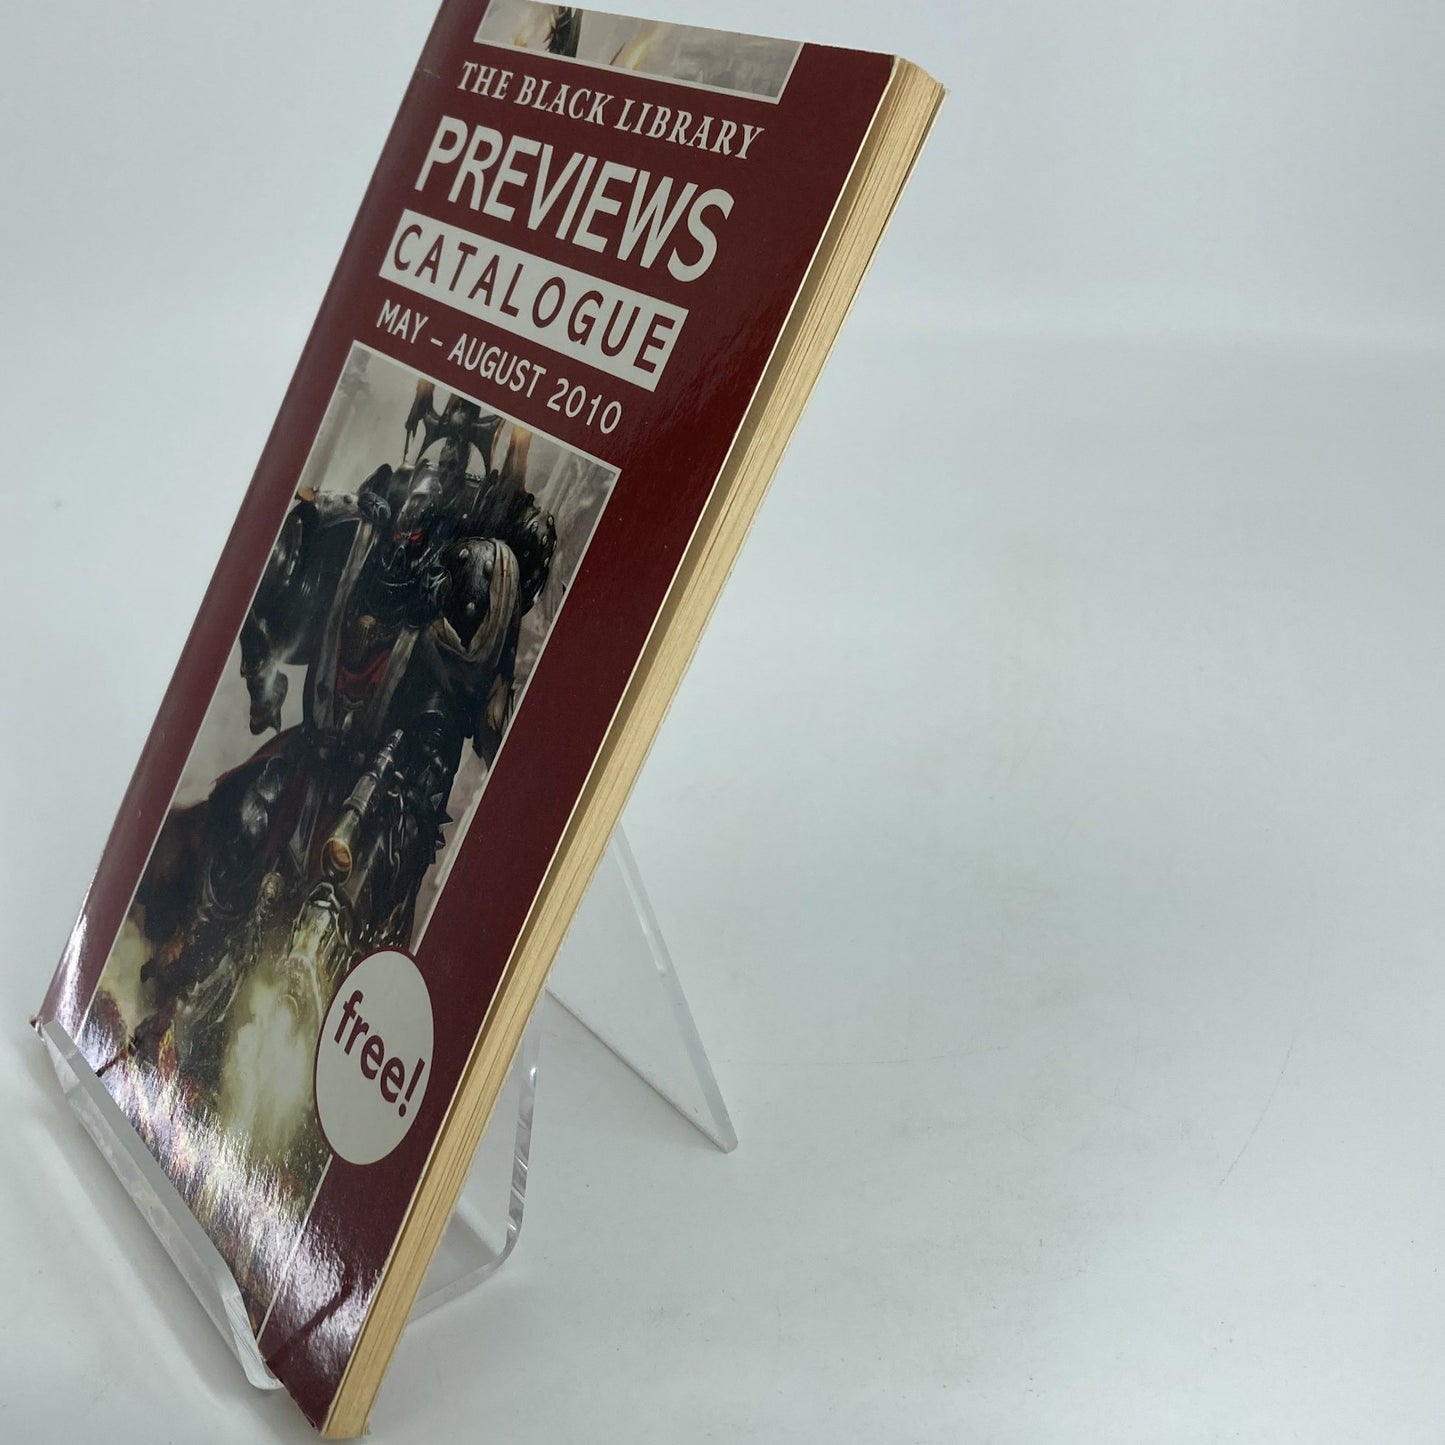 THE BLACK LIBRARY
PREVIEWS
CATALOGUE
MAY – AUGUST 2010
free!